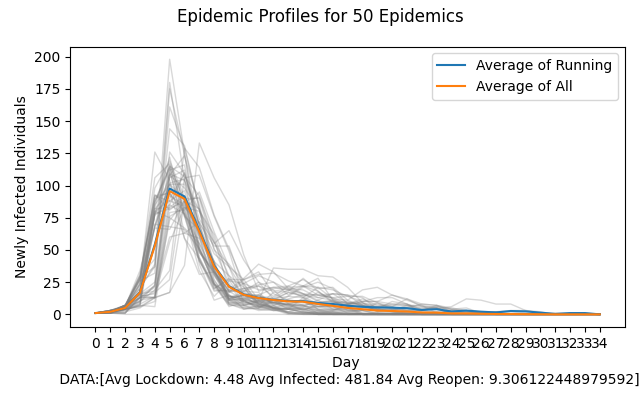 Epidemic Profiles for 50 Epidemics
Average of Running
Average of All
Newly Infected Individuals
200
175
150
125
100
75
50
25
0
0 1 2 3 4 5 6 7 8 9 10 11 12 13 14 15 16 17 18 19 20 21 22 23 24 25 26 27 28 29 30 31 32 33 34
Day
DATA:[Avg Lockdown: 4.48 Avg Infected: 481.84 Avg Reopen: 9.306122448979592]